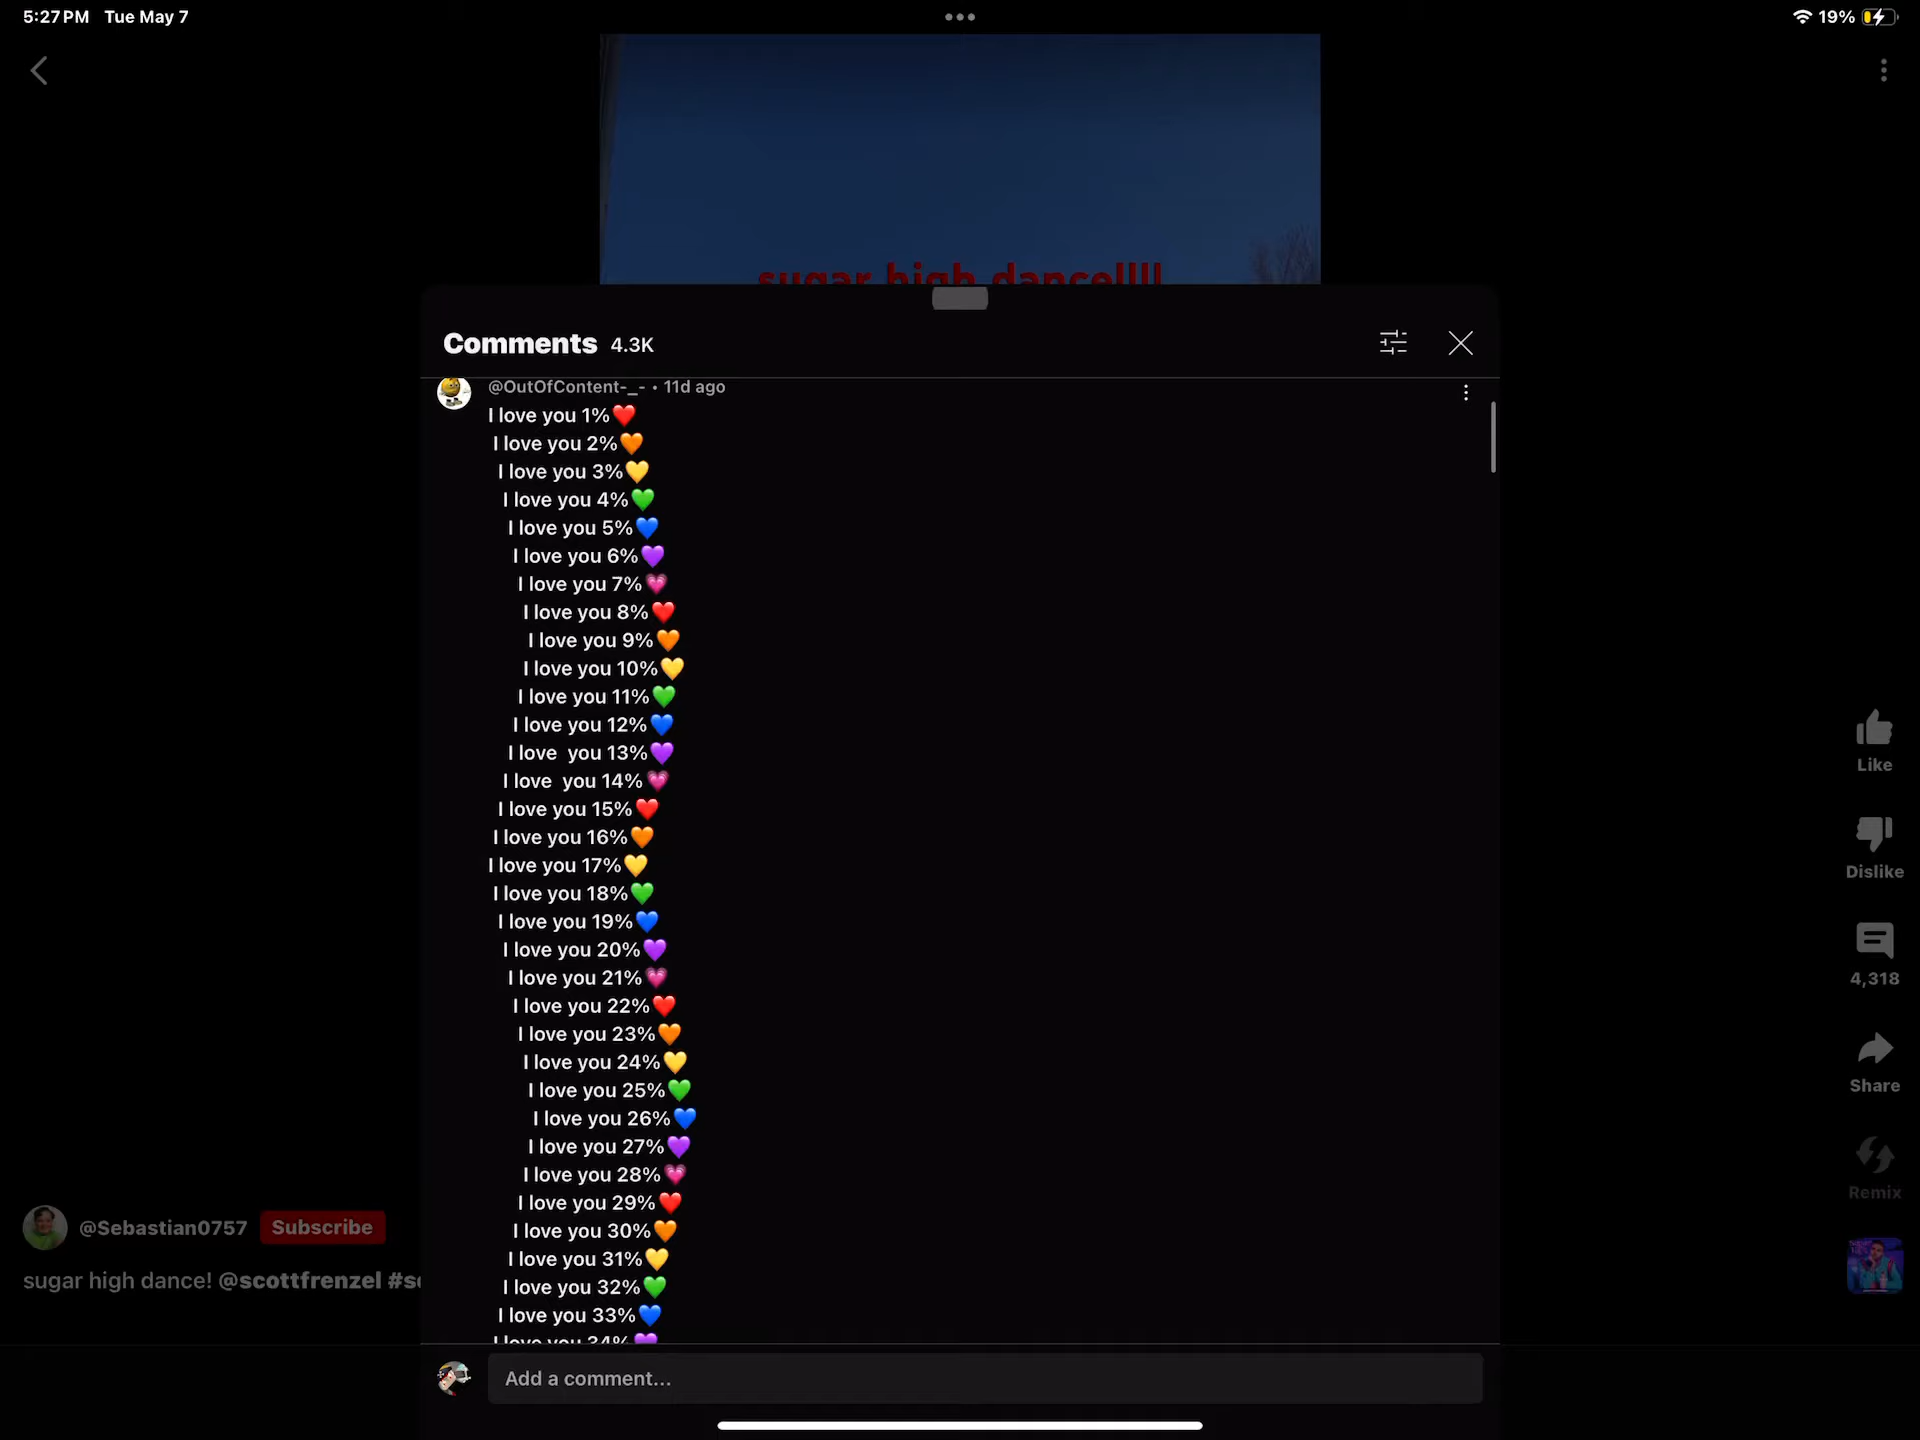 5:27 PM Tue May 7
19%
sugar high dance!!!!
Comments 4.3K
@OutOfContent-_- • 11d ago
I love you 1%❤️
I love you 2%🧡
I love you 3%💛
I love you 4%💚
I love you 5%💙
I love you 6%💜
I love you 7%💗
I love you 8%❤️
I love you 9%🧡
I love you 10%💛
I love you 11%💚
I love you 12%💙
I love  you 13%💜
I love  you 14%💗
I love you 15%❤️
I love you 16%🧡
I love you 17%💛
I love you 18%💚
I love you 19%💙
I love you 20%💜
I love you 21%💗
I love you 22%❤️
I love you 23%🧡
I love you 24%💛
I love you 25%💚
I love you 26%💙
I love you 27%💜
I love you 28%💗
I love you 29%❤️
I love you 30%🧡
I love you 31%💛
I love you 32%💚
I love you 33%💙
I love you 34%💜
Add a comment...
Like
Dislike
4,318
Share
Remix
@Sebastian0757 Subscribe
sugar high dance! @scottfrenzel